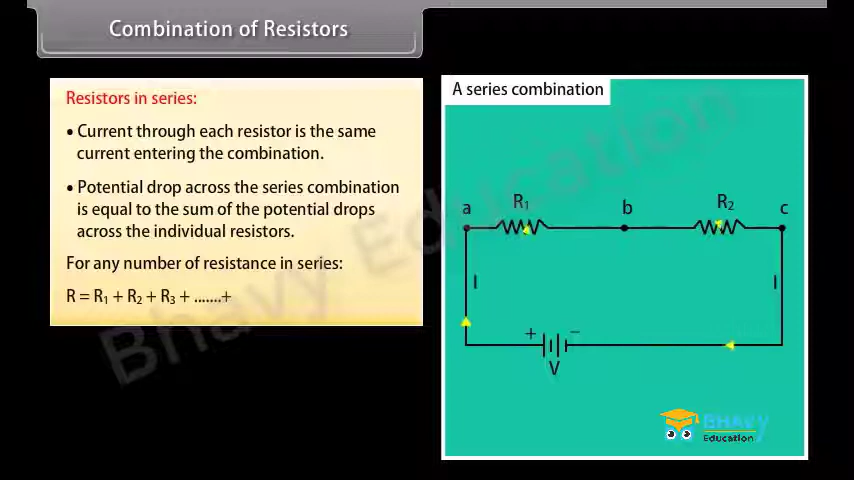 Combination of Resistors
Resistors in series:
• Current through each resistor is the same
current entering the combination.
• Potential drop across the series combination
is equal to the sum of the potential drops
across the individual resistors.
For any number of resistance in series:
R = R₁ + R₂ + R₃ + .......+
A series combination
a R₁ b R₂ c
I I
+ −
V
BHAVY
Education
Bhavy Education